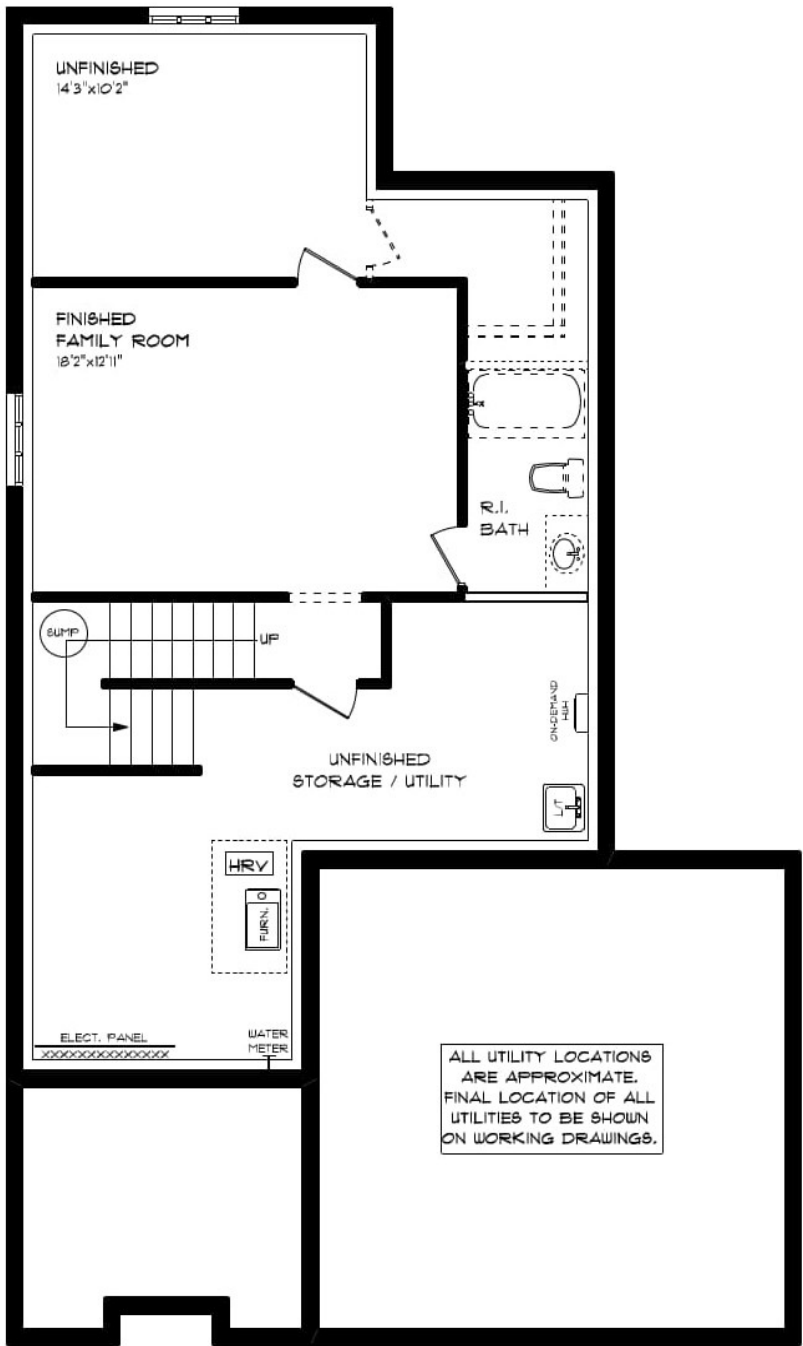 UNFINISHED
14'3"x10'2"
FINISHED
FAMILY ROOM
18'2"x12'11"
R.I.
BATH
SUMP
UP
ON-DEMAND
HWH
UNFINISHED
STORAGE / UTILITY
L/T
HRV
FURN.
ELECT. PANEL
XXXXXXXXXXXXXXX
WATER
METER
ALL UTILITY LOCATIONS
ARE APPROXIMATE.
FINAL LOCATION OF ALL
UTILITIES TO BE SHOWN
ON WORKING DRAWINGS.